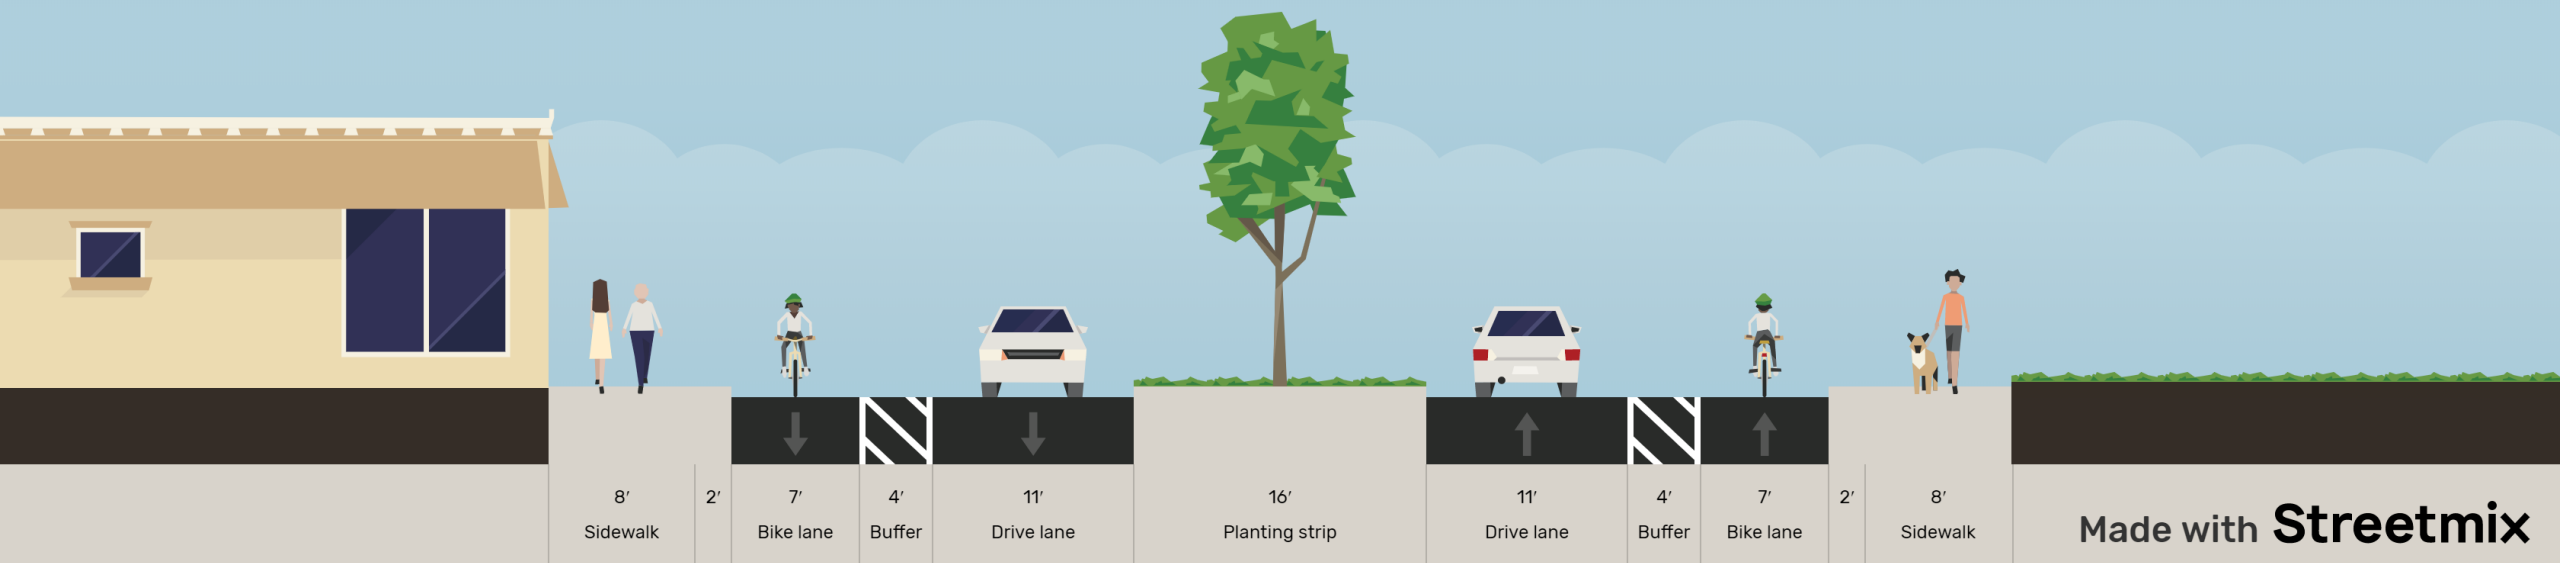 8′ 2′ 7′ 4′ 11′ 16′ 11′ 4′ 7′ 2′ 8′
Sidewalk Bike lane Buffer Drive lane Planting strip Drive lane Buffer Bike lane Sidewalk
Made with Streetmix